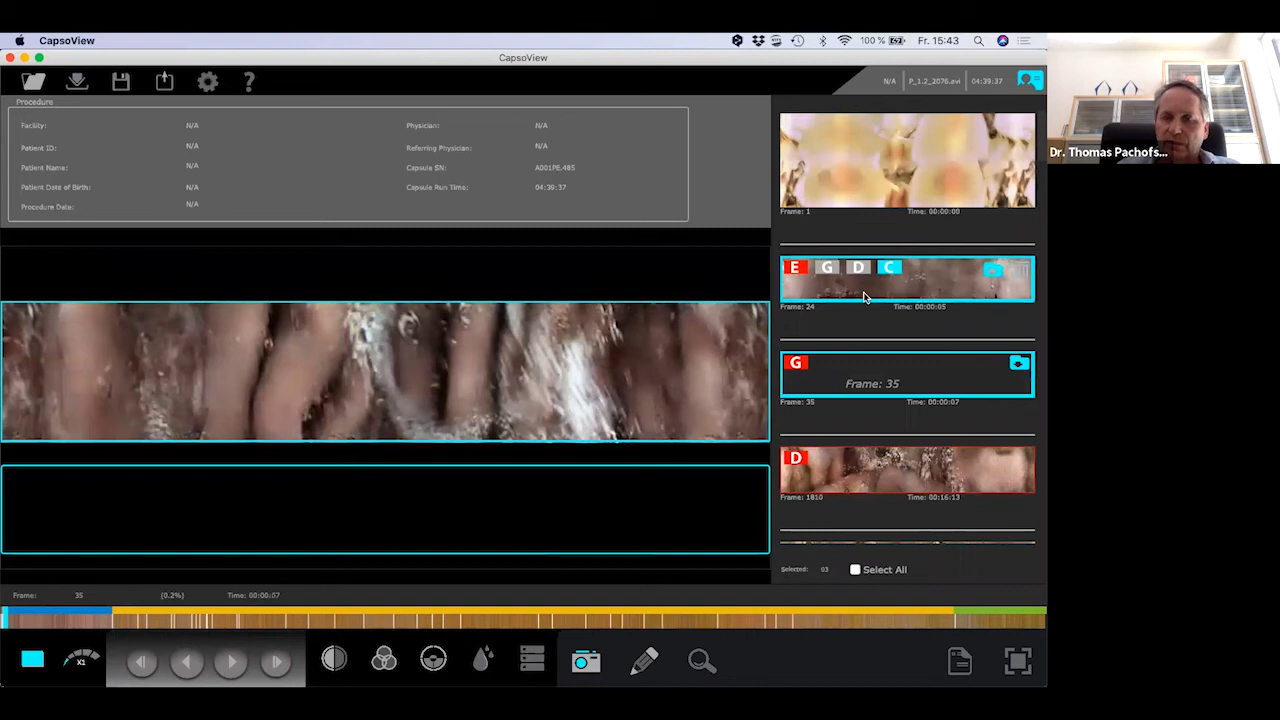 CapsoView
100 %
Fr. 15:43
CapsoView
N/A
P_1.2_2076.avi
04:39:37
Procedure
Facility: N/A
Physician: N/A
Patient ID: N/A
Referring Physician: N/A
Patient Name: N/A
Capsule SN: A001PE.485
Patient Date of Birth: N/A
Capsule Run Time: 04:39:37
Procedure Date: N/A
Dr. Thomas Pachofs...
Frame: 1 Time: 00:00:00
E G D C
Frame: 24 Time: 00:00:05
G
Frame: 35
Frame: 35 Time: 00:00:07
D
Frame: 1810 Time: 00:16:13
Selected: 03 Select All
Frame: 35 (0.2%) Time: 00:00:07
X1